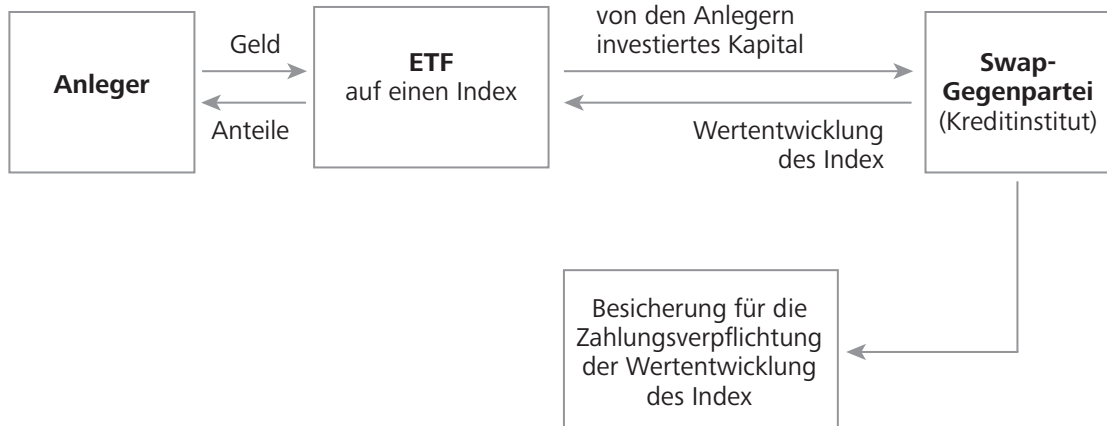 Anleger
Geld
Anteile
ETF
auf einen Index
von den Anlegern
investiertes Kapital
Wertentwicklung
des Index
Swap-
Gegenpartei
(Kreditinstitut)
Besicherung für die
Zahlungsverpflichtung
der Wertentwicklung
des Index